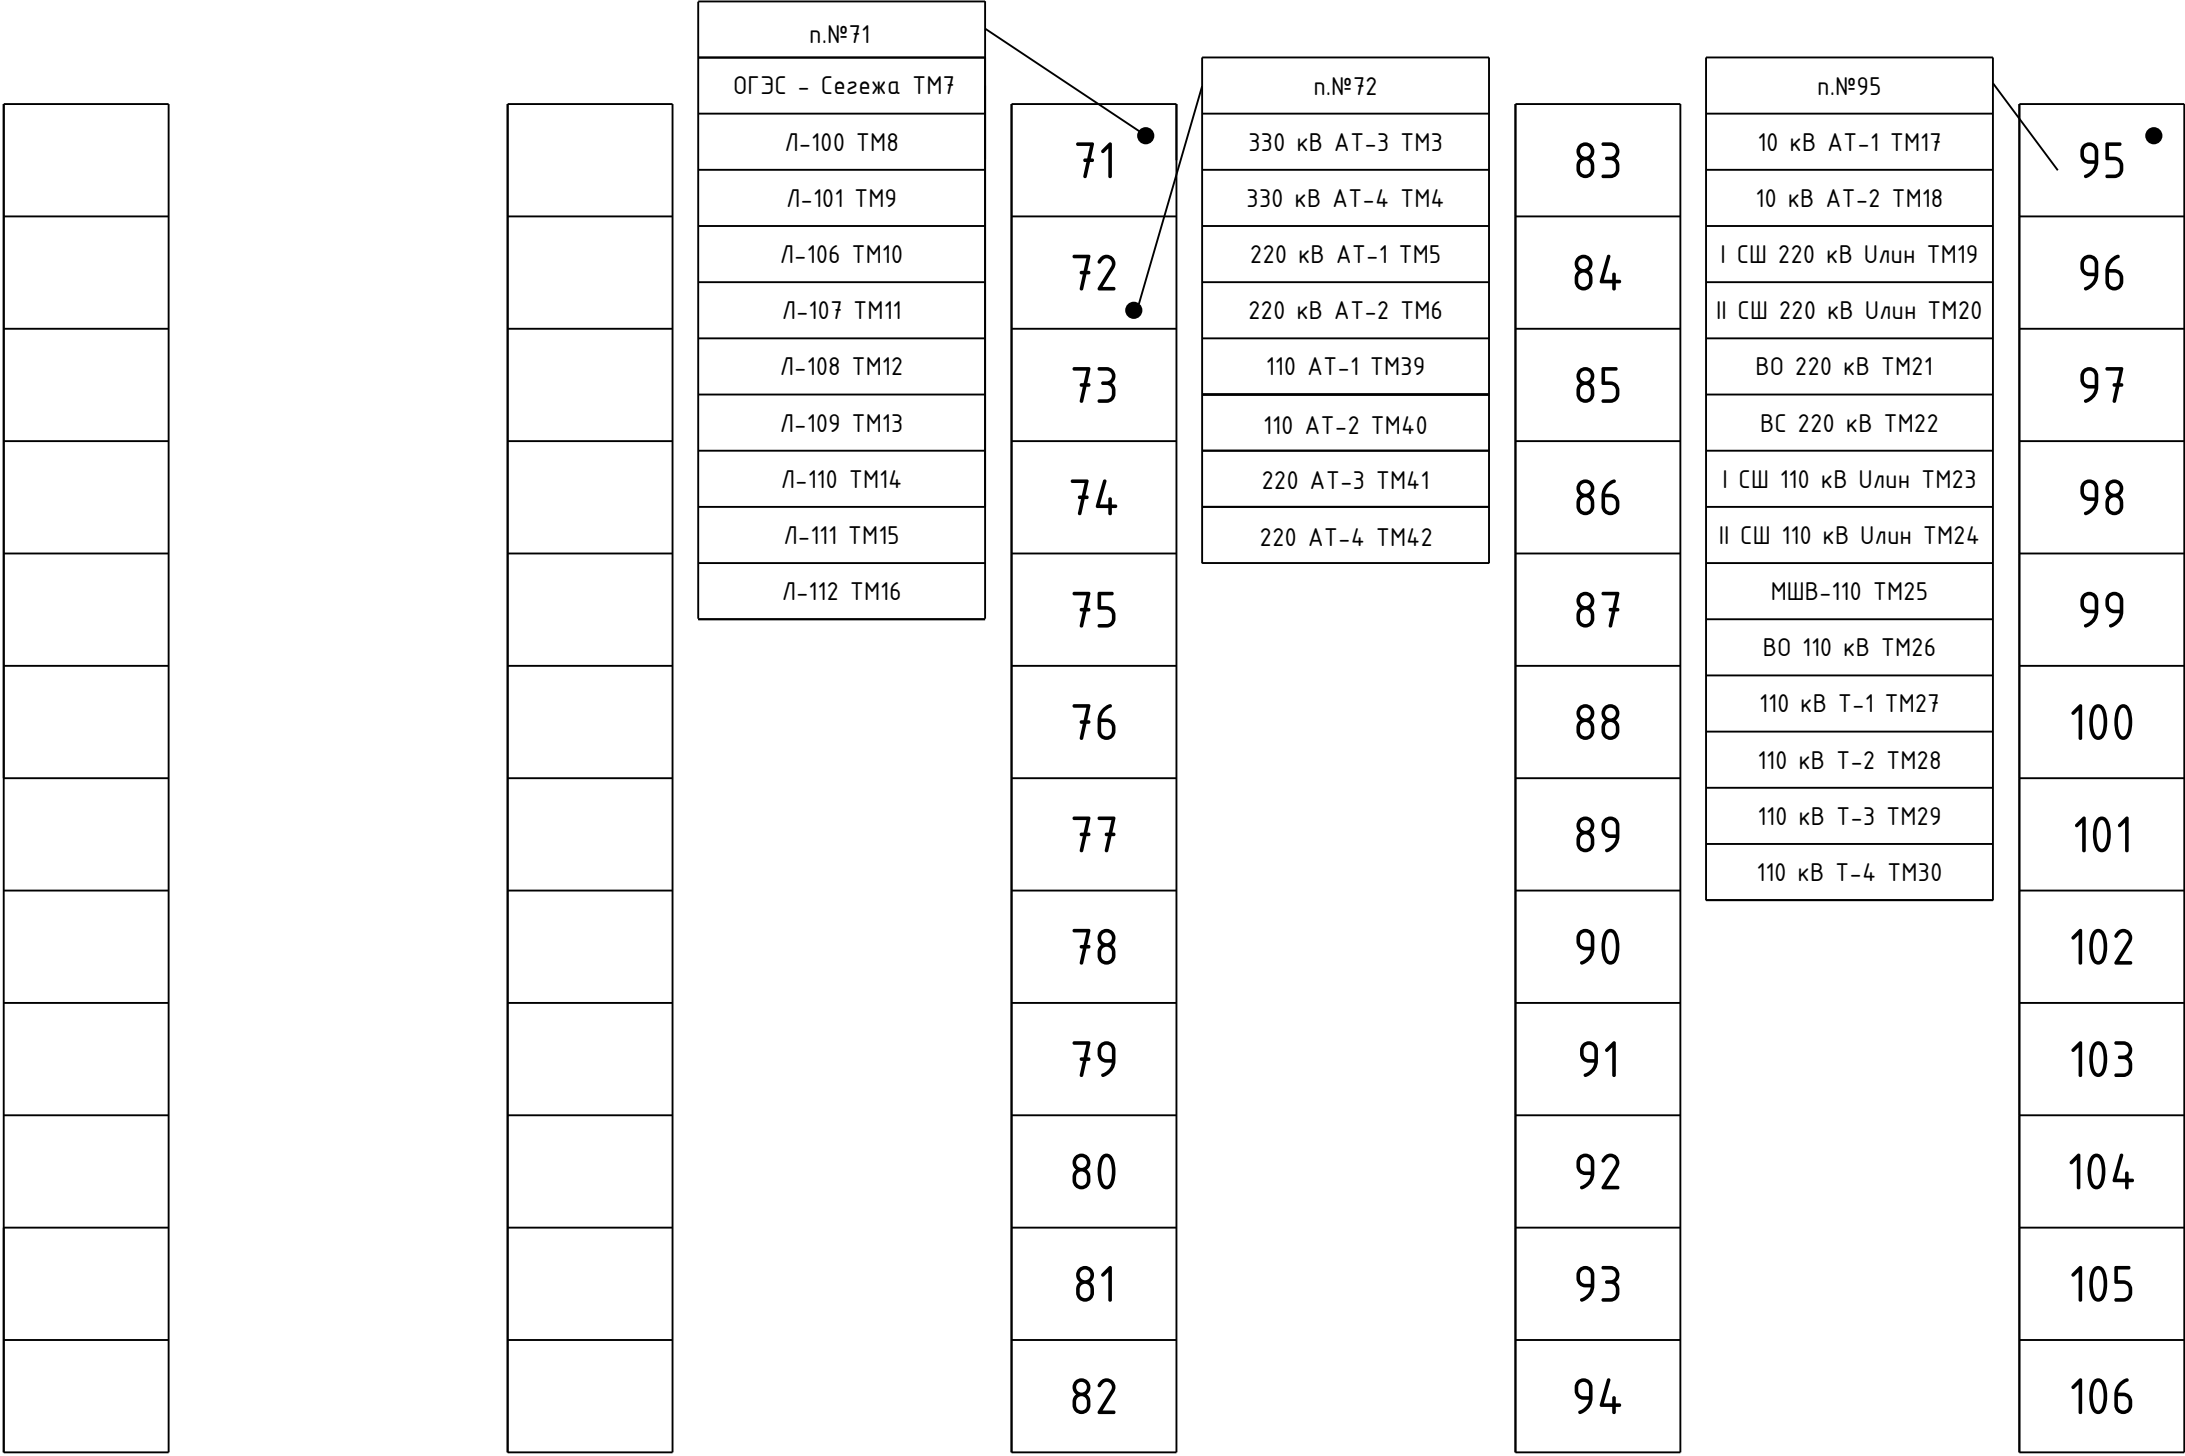 п.№71
ОГЭС - Сегежа ТМ7
Л-100 ТМ8
Л-101 ТМ9
Л-106 ТМ10
Л-107 ТМ11
Л-108 ТМ12
Л-109 ТМ13
Л-110 ТМ14
Л-111 ТМ15
Л-112 ТМ16
71
72
73
74
75
76
77
78
79
80
81
82
п.№72
330 кВ АТ-3 ТМ3
330 кВ АТ-4 ТМ4
220 кВ АТ-1 ТМ5
220 кВ АТ-2 ТМ6
110 АТ-1 ТМ39
110 АТ-2 ТМ40
220 АТ-3 ТМ41
220 АТ-4 ТМ42
83
84
85
86
87
88
89
90
91
92
93
94
п.№95
10 кВ АТ-1 ТМ17
10 кВ АТ-2 ТМ18
I СШ 220 кВ Uлин ТМ19
II СШ 220 кВ Uлин ТМ20
ВО 220 кВ ТМ21
ВС 220 кВ ТМ22
I СШ 110 кВ Uлин ТМ23
II СШ 110 кВ Uлин ТМ24
МШВ-110 ТМ25
ВО 110 кВ ТМ26
110 кВ Т-1 ТМ27
110 кВ Т-2 ТМ28
110 кВ Т-3 ТМ29
110 кВ Т-4 ТМ30
95
96
97
98
99
100
101
102
103
104
105
106